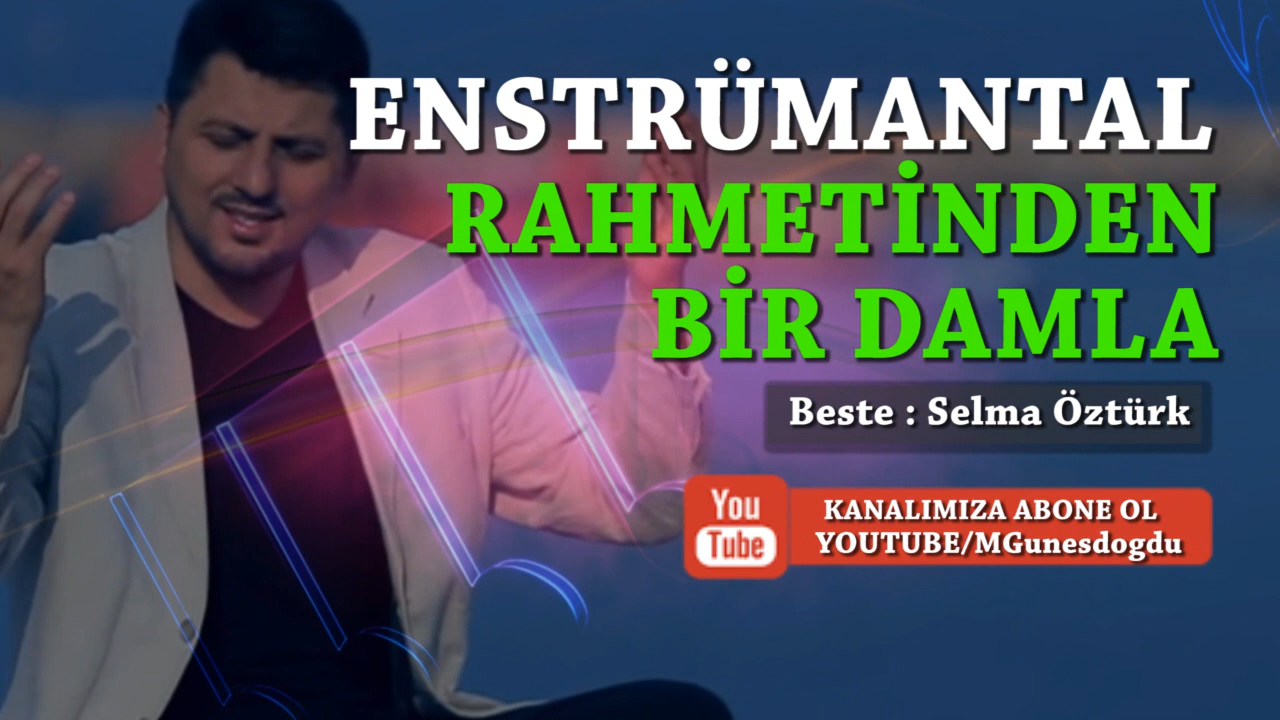 ENSTRÜMANTAL
RAHMETİNDEN
BİR DAMLA
Beste : Selma Öztürk
You
Tube
KANALIMIZA ABONE OL
YOUTUBE/MGunesdogdu